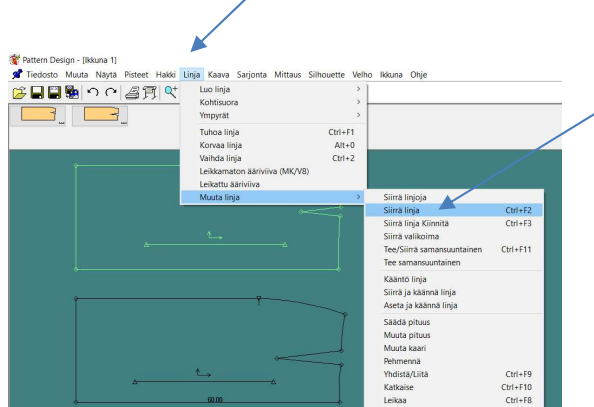 Pattern Design - [Ikkuna 1]
Tiedosto Muuta Näytä Pisteet Hakki Linja Kaava Sarjonta Mittaus Silhouette Velho Ikkuna Ohje
Luo linja
Kohtisuora
Ympyrät
Tuhoa linja Ctrl+F1
Korvaa linja Alt+0
Vaihda linja Ctrl+2
Leikkamaton ääriviiva (MK/V8)
Leikattu ääriviiva
Muuta linja
Siirrä linjoja
Siirrä linja Ctrl+F2
Siirrä linja Kiinnitä Ctrl+F3
Siirrä valikoima
Tee/Siirrä samansuuntainen Ctrl+F11
Tee samansuuntainen
Kääntö linja
Siirrä ja käännä linja
Aseta ja käännä linja
Säädä pituus
Muuta pituus
Muuta kaari
Pehmennä
Yhdistä/Liitä Ctrl+F9
Katkaise Ctrl+F10
Leikaa Ctrl+F8
60.00